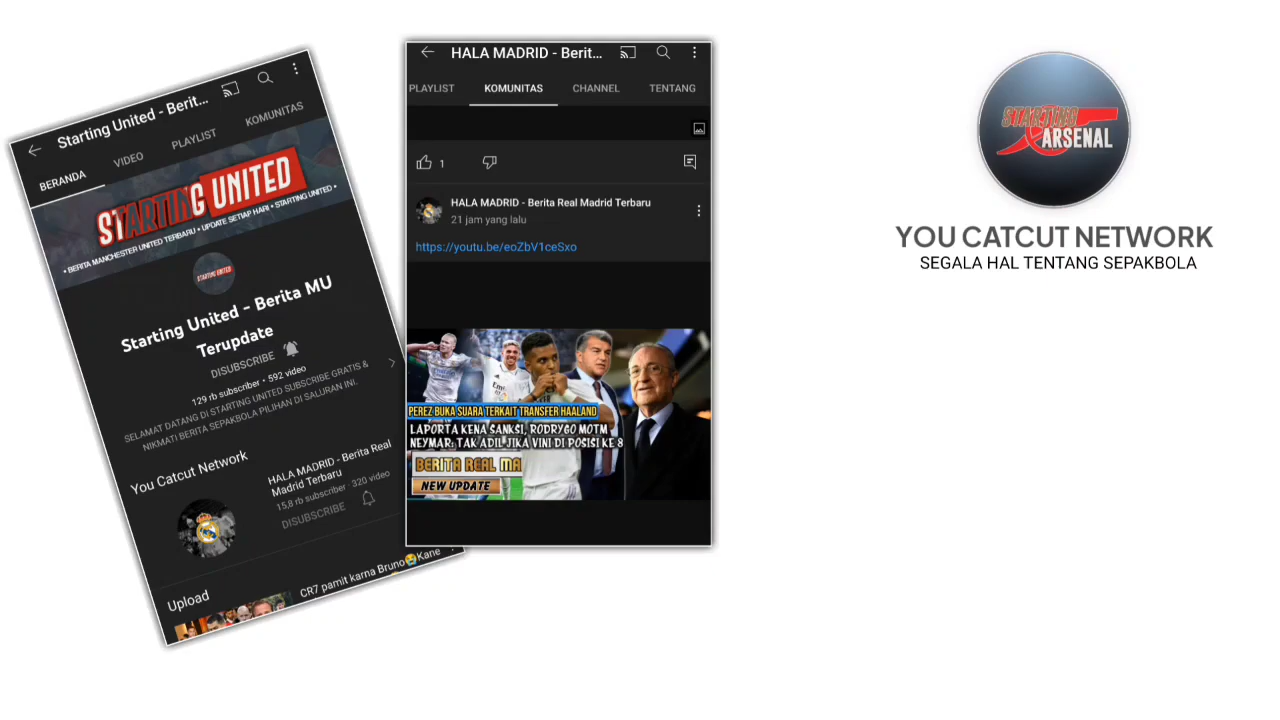 Starting United - Berit...
BERANDA
VIDEO
PLAYLIST
KOMUNITAS
STARTING UNITED
• BERITA MANCHESTER UNITED TERBARU • UPDATE SETIAP HARI • STARTING UNITED •
STARTING UNITED
Starting United - Berita MU
Terupdate
DISUBSCRIBE
129 rb subscriber • 592 video
SELAMAT DATANG DI STARTING UNITED SUBSCRIBE GRATIS &
NIKMATI BERITA SEPAKBOLA PILIHAN DI SALURAN INI.
You Catcut Network
HALA MADRID - Berita Real
Madrid Terbaru
15,8 rb subscriber · 320 video
DISUBSCRIBE
Upload
CR7 pamit karna Bruno😭Kane
HALA MADRID - Berit...
PLAYLIST
KOMUNITAS
CHANNEL
TENTANG
1
HALA MADRID - Berita Real Madrid Terbaru
21 jam yang lalu
https://youtu.be/eoZbV1ceSxo
PEREZ BUKA SUARA TERKAIT TRANSFER HAALAND
LAPORTA KENA SANKSI, RODRYGO MOTM
NEYMAR: TAK ADIL JIKA VINI DI POSISI KE 8
BERITA REAL MA
NEW UPDATE
STARTING
ARSENAL
YOU CATCUT NETWORK
SEGALA HAL TENTANG SEPAKBOLA